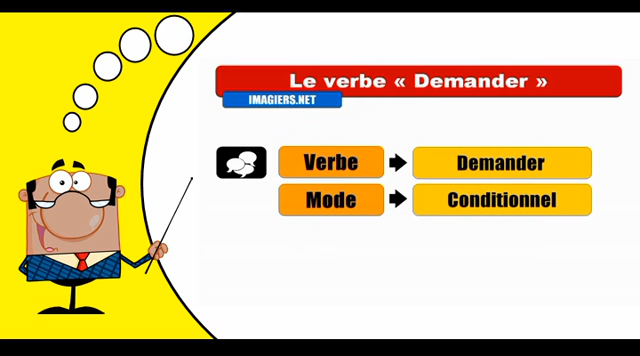 Le verbe « Demander »
IMAGIERS.NET
Verbe Demander
Mode Conditionnel